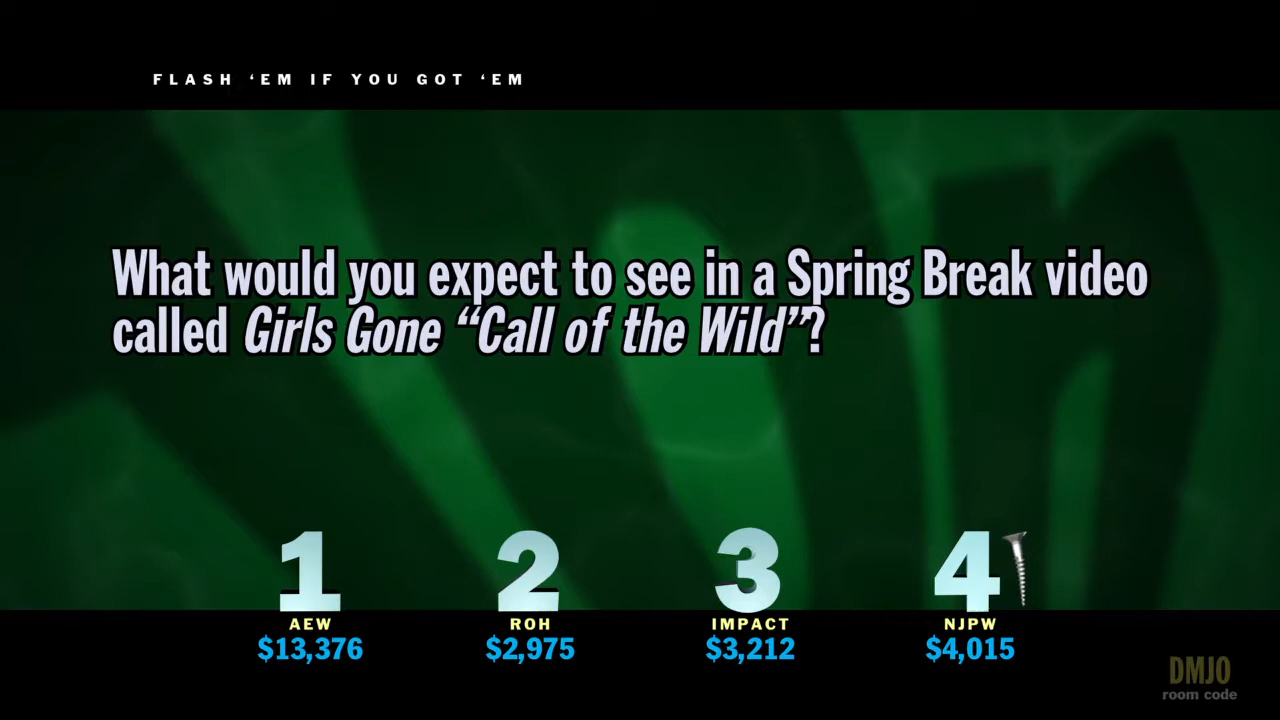 FLASH ‘EM IF YOU GOT ‘EM
What would you expect to see in a Spring Break video
called Girls Gone “Call of the Wild”?
1 2 3 4
AEW ROH IMPACT NJPW
$13,376 $2,975 $3,212 $4,015
DMJO
room code